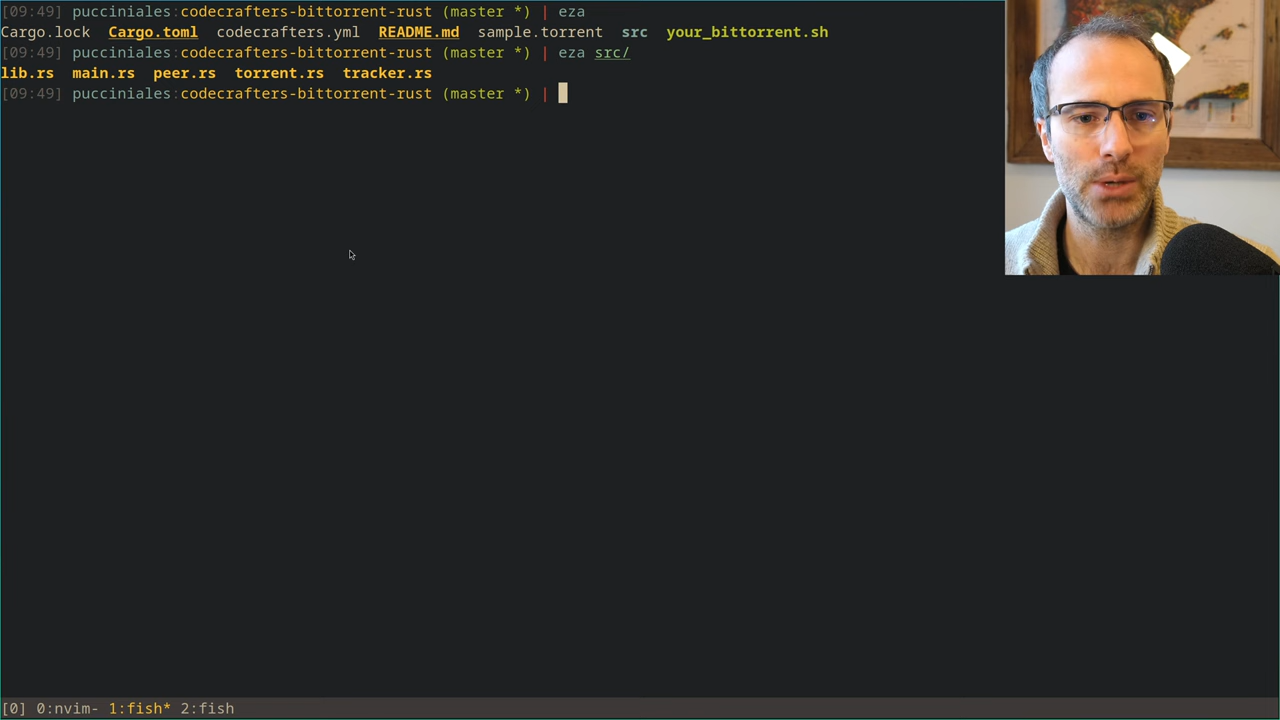 [09:49] pucciniales:codecrafters-bittorrent-rust (master *) | eza
Cargo.lock  Cargo.toml  codecrafters.yml  README.md  sample.torrent  src  your_bittorrent.sh
[09:49] pucciniales:codecrafters-bittorrent-rust (master *) | eza src/
lib.rs  main.rs  peer.rs  torrent.rs  tracker.rs
[09:49] pucciniales:codecrafters-bittorrent-rust (master *) |
[0] 0:nvim- 1:fish* 2:fish